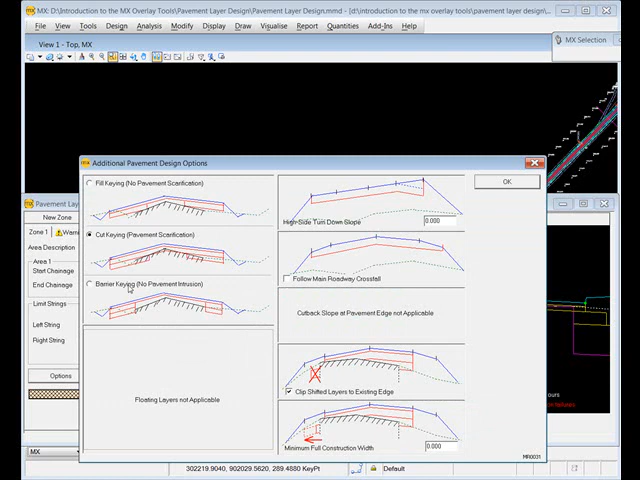 MX: D:\Introduction to the MX Overlay Tools\Pavement Layer Design\Pavement Layer Design.mmd - [d:\introduction to the mx overlay tools\pavement layer design\
File View Tools Design Analysis Modify Draw Visualise Report Quantities Add-Ins Help
View 1 - Top, MX
MX Selection
Additional Pavement Design Options
Fill Keying (No Pavement Scarification)
OK
High Side Turn Down Slope 0.000
Cut Keying (Pavement Scarification)
Follow Main Roadway Crossfall
Barrier Keying (No Pavement Intrusion)
Cutback Slope at Pavement Edge not Applicable
Floating Layers not Applicable
Clip Shifted Layers to Existing Edge
Minimum Full Construction Width 0.000
MR0031
Pavement Lay
New Zone
Zone 1 Warni
Area Description
Area 1
Start Chainage
End Chainage
Limit Strings
Left String
Right String
Options
ours
MX
302219.9040, 902029.5620, 289.4880 KeyPt
Default